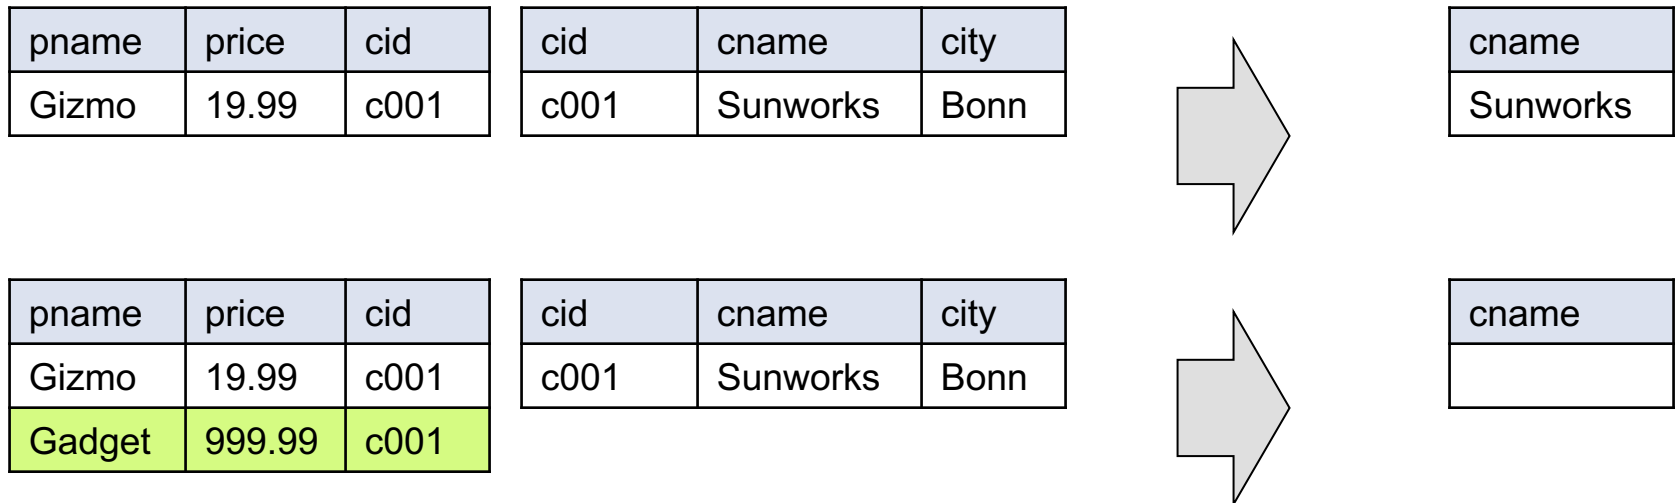 pname price cid cid cname city cname
Gizmo 19.99 c001 c001 Sunworks Bonn Sunworks
pname price cid cid cname city cname
Gizmo 19.99 c001 c001 Sunworks Bonn
Gadget 999.99 c001